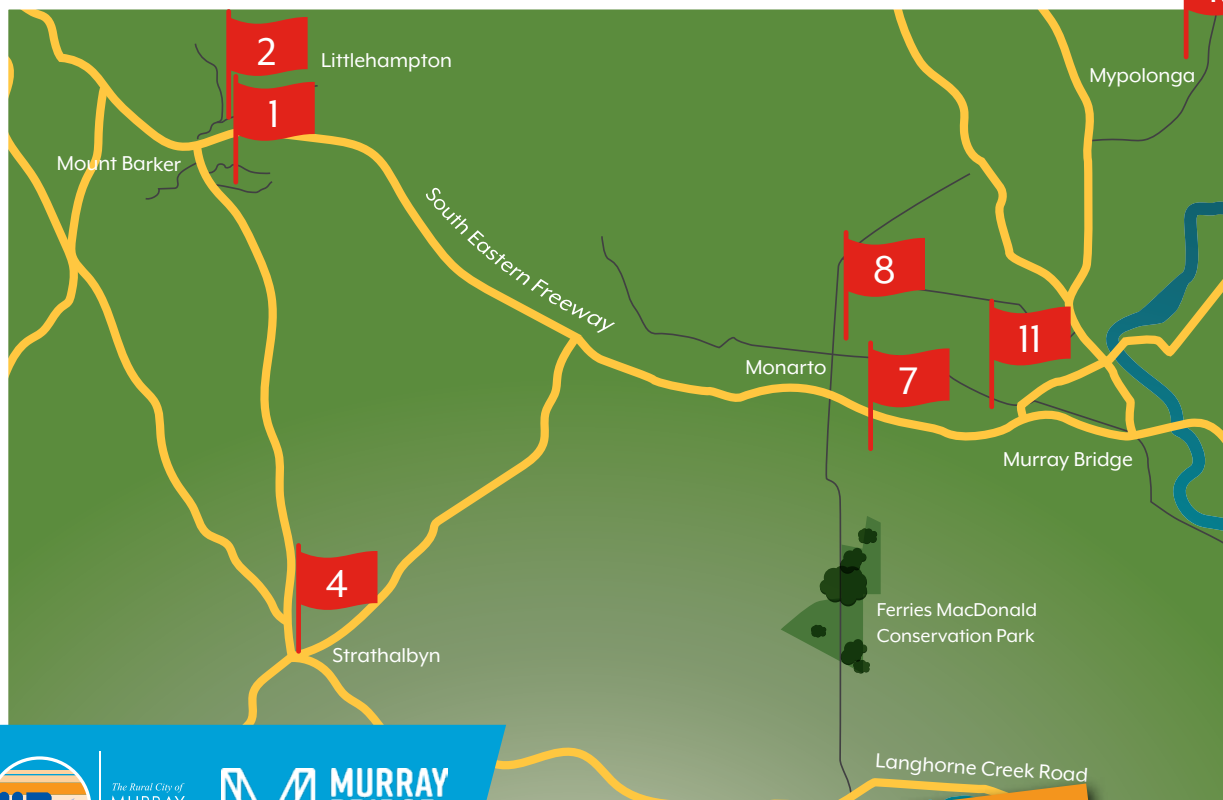 2
Littlehampton
1
Mypolonga
Mount Barker
South Eastern Freeway
8
11
Monarto
7
Murray Bridge
4
Ferries MacDonald
Conservation Park
Strathalbyn
Langhorne Creek Road
The Rural City of
MURRAY
MURRAY